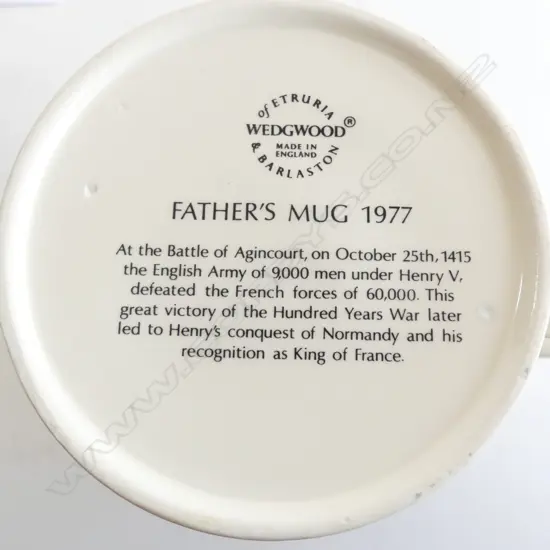 of ETRURIA
WEDGWOOD®
MADE IN
ENGLAND
& BARLASTON
FATHER'S MUG 1977
At the Battle of Agincourt, on October 25th, 1415
the English Army of 9,000 men under Henry V,
defeated the French forces of 60,000. This
great victory of the Hundred Years War later
led to Henry's conquest of Normandy and his
recognition as King of France.